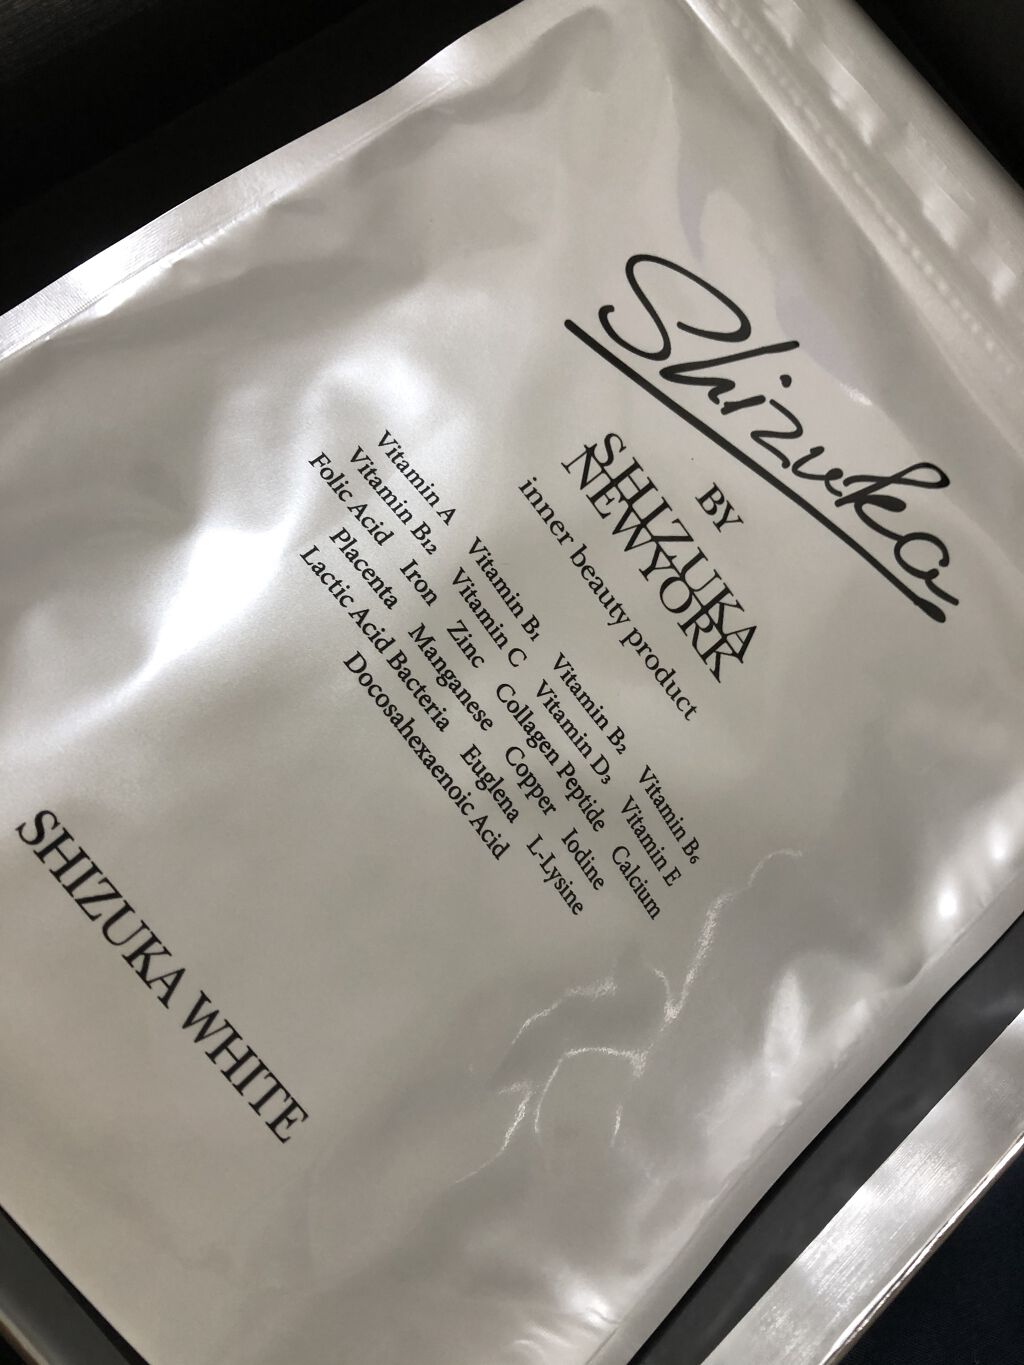 Shizuka
BY
SHIZUKA
NEWYORK
inner beauty product
Vitamin A Vitamin B₁ Vitamin B₂ Vitamin B₆
Vitamin B₁₂ Vitamin C Vitamin D₃ Vitamin E
Folic Acid Iron Zinc Collagen Peptide Calcium
Placenta Manganese Copper Iodine
Lactic Acid Bacteria Euglena L-Lysine
Docosahexaenoic Acid
SHIZUKA WHITE